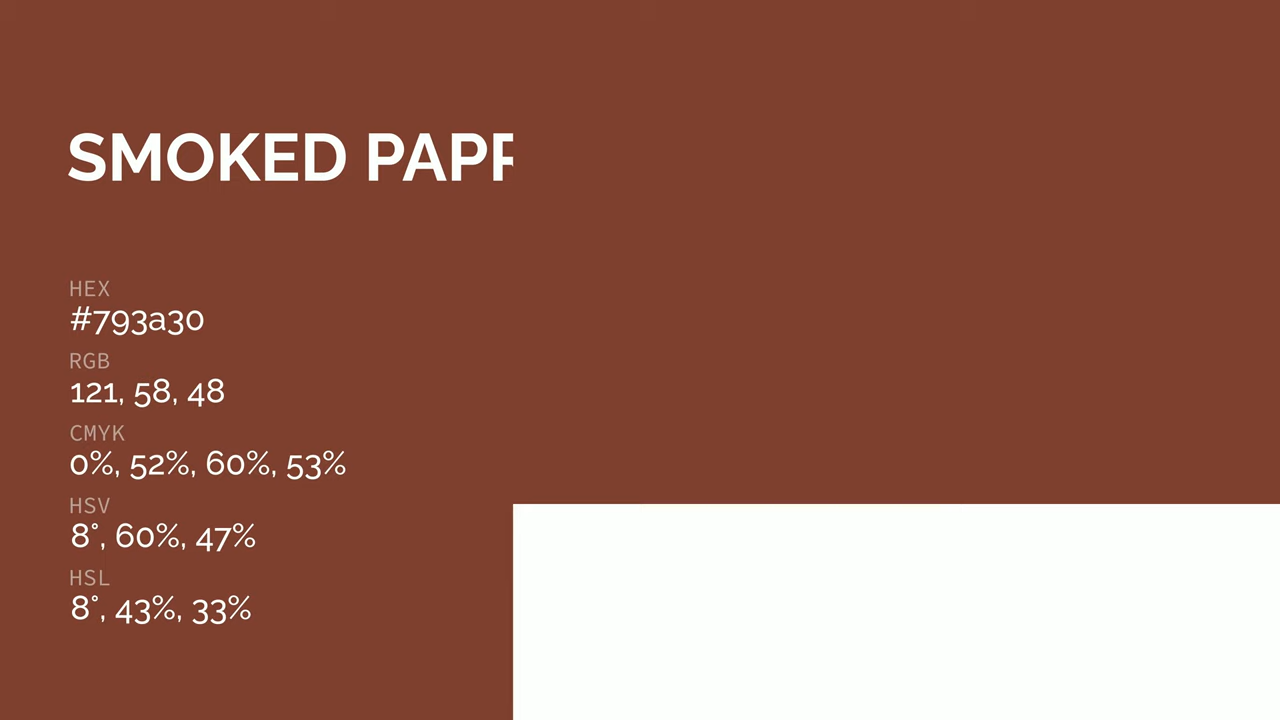 SMOKED
HEX
#793a30
RGB
121, 58, 48
CMYK
0%, 52%, 60%, 53%
HSV
8°, 60%, 47%
HSL
8°, 43%, 33%